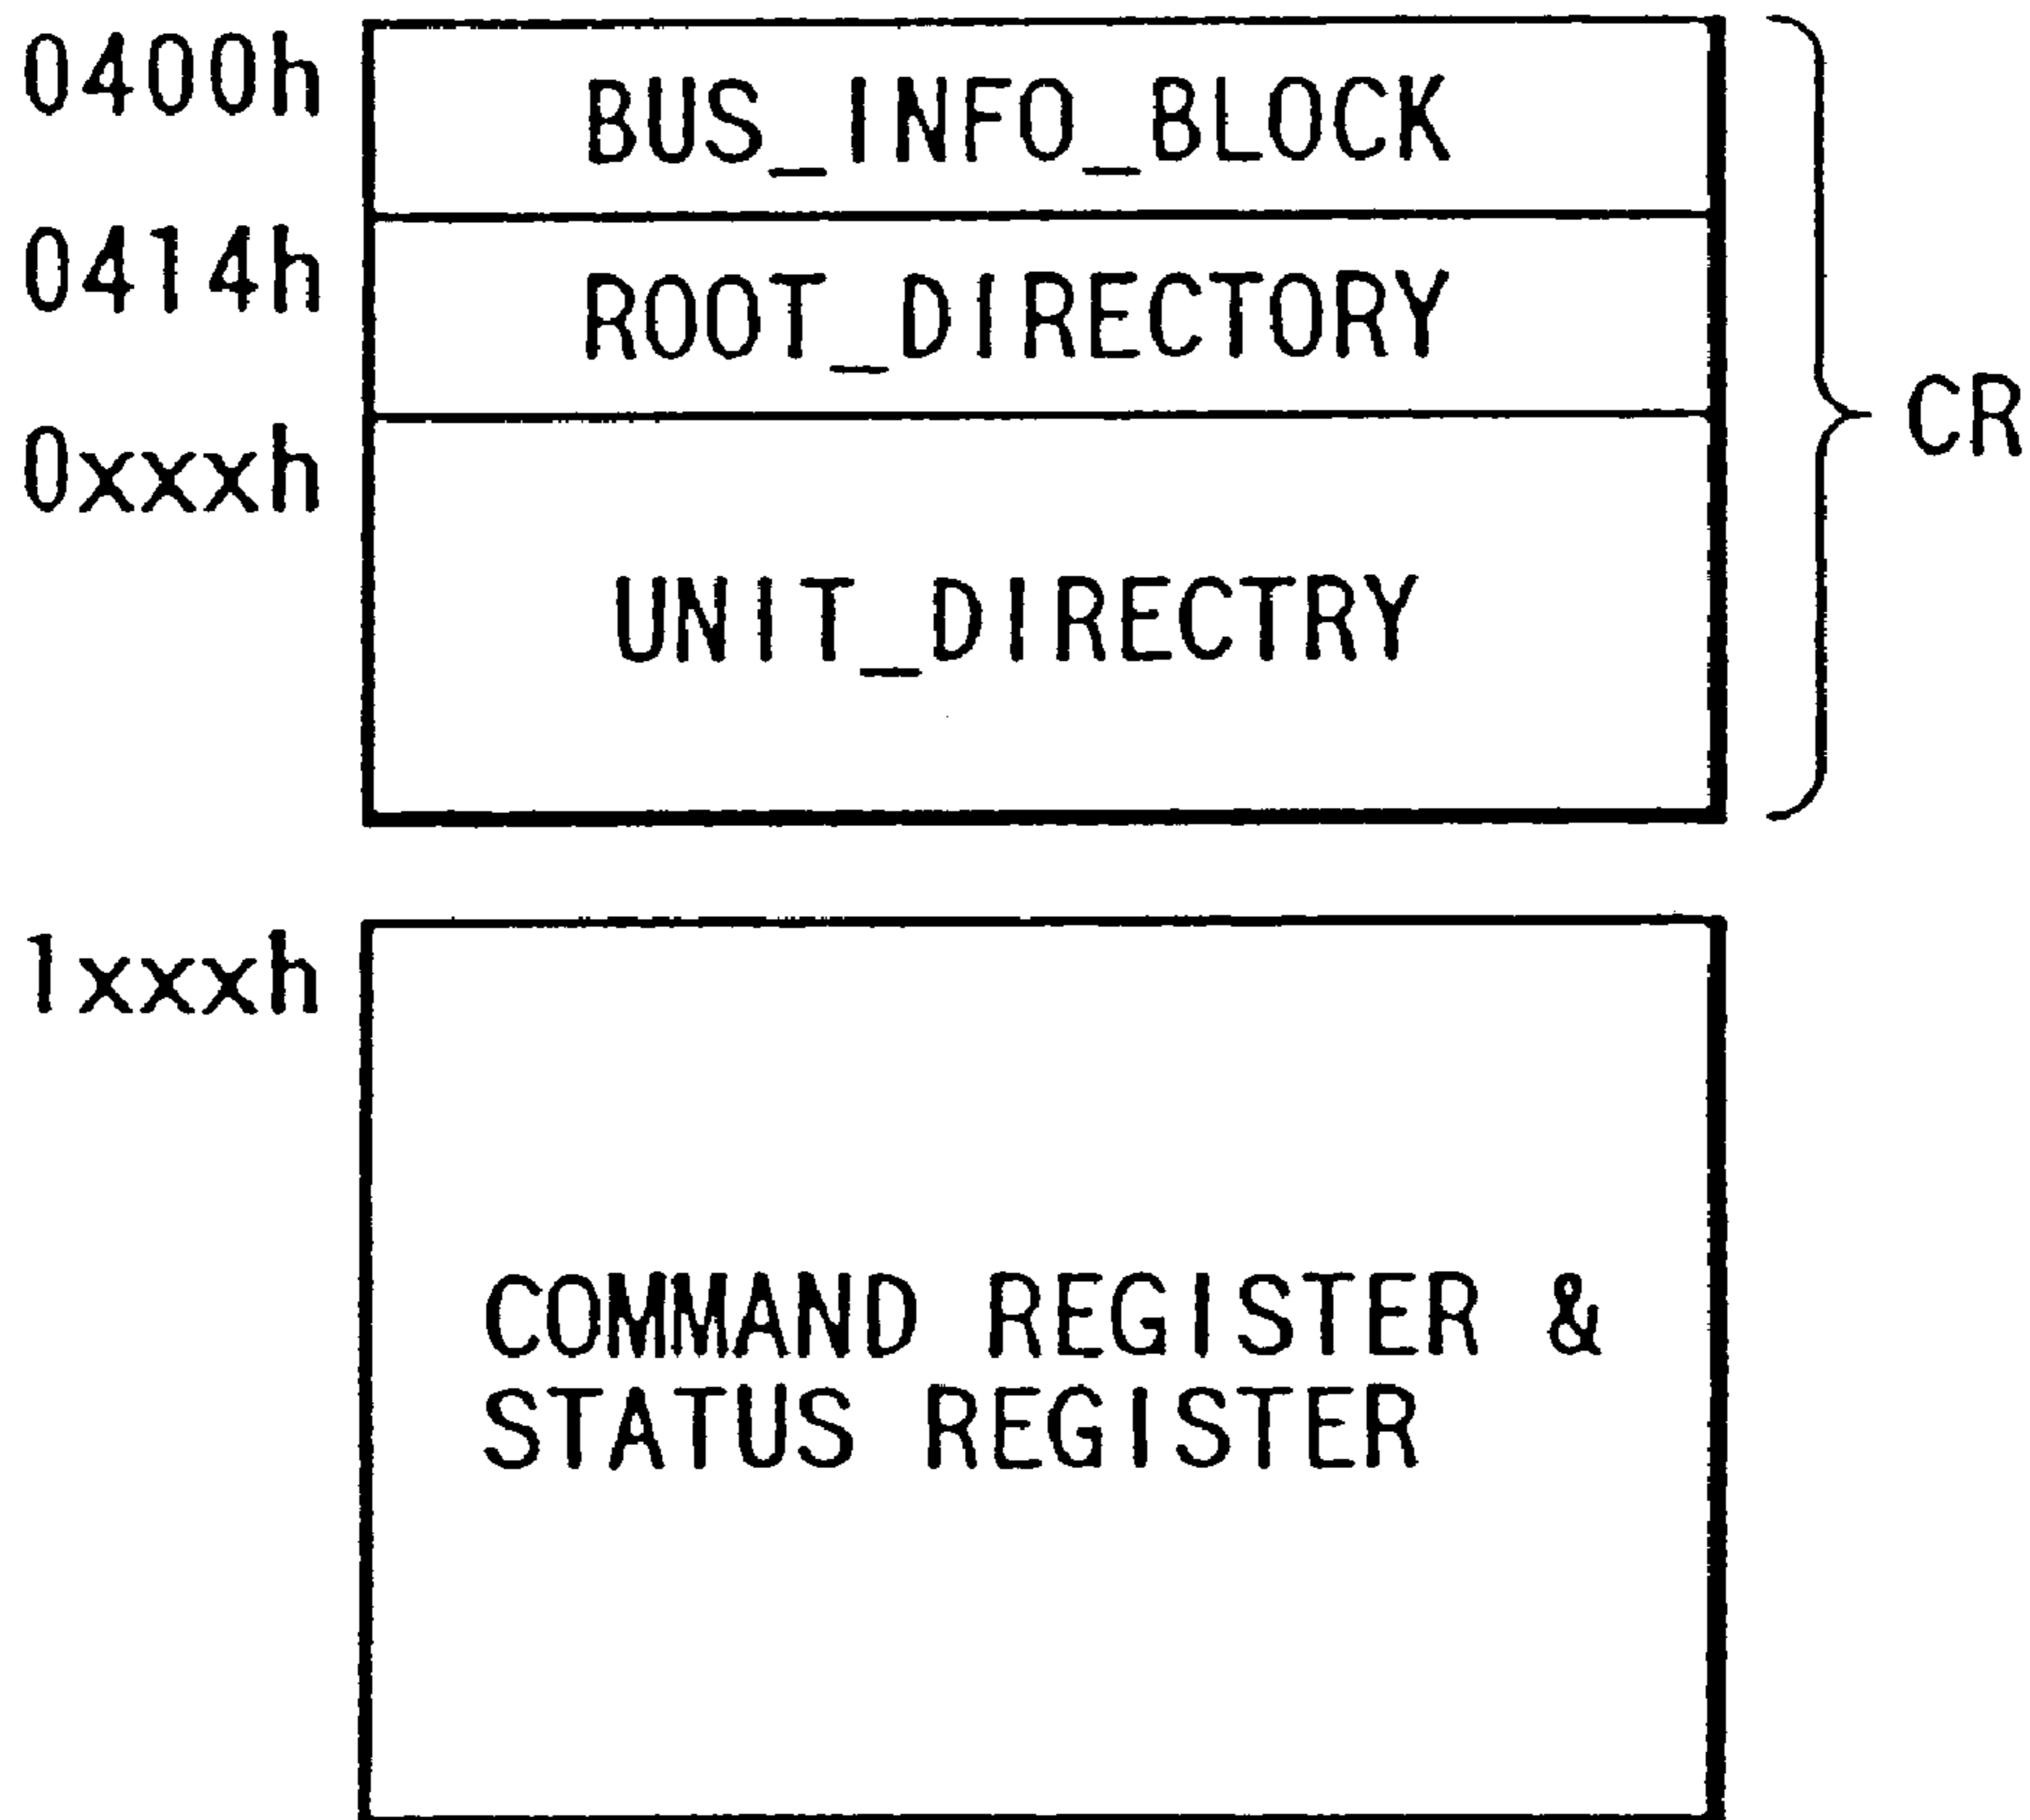 0400h
BUS_INFO_BLOCK
0414h
ROOT_DIRECTORY
CR
0xxxh
UNIT_DIRECTRY
1xxxh
COMMAND REGISTER &
STATUS REGISTER